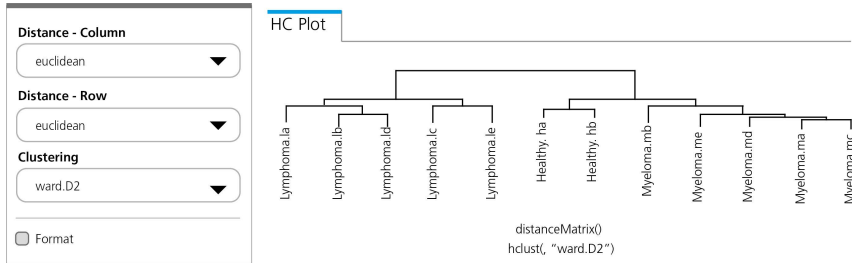 Distance - Column
euclidean
Distance - Row
euclidean
Clustering
ward.D2
Format
HC Plot
Lymphoma.la
Lymphoma.lb
Lymphoma.ld
Lymphoma.lc
Lymphoma.le
Healthy. ha
Healthy. hb
Myeloma.mb
Myeloma.me
Myeloma.md
Myeloma.ma
Myeloma.mc
distanceMatrix()
hclust(, “ward.D2”)